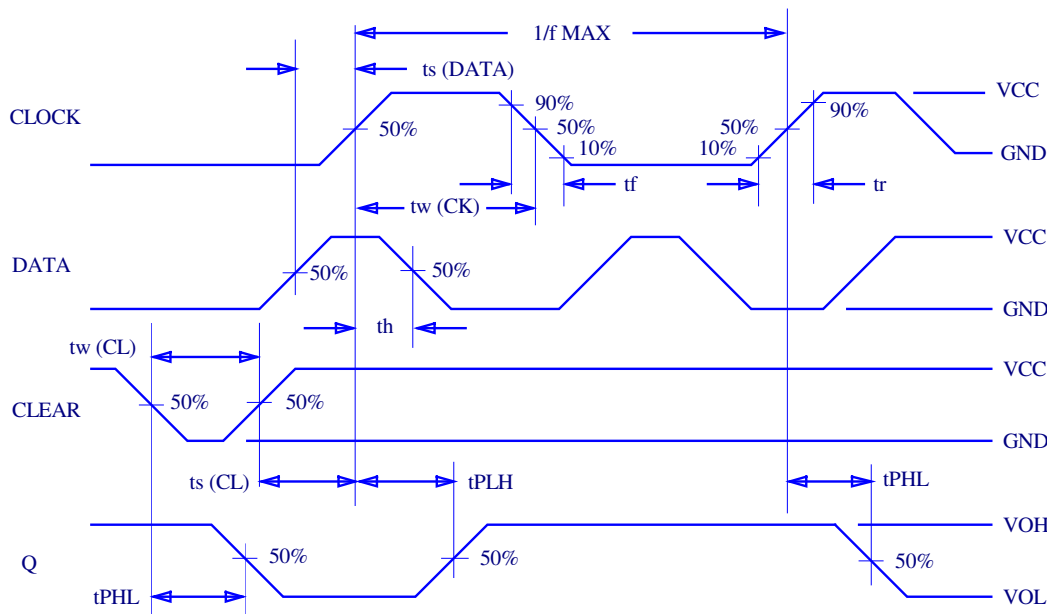 1/f MAX
ts (DATA)
VCC
90%
90%
CLOCK
50%
50%
50%
10%
10%
GND
tf
tr
tw (CK)
VCC
DATA
50%
50%
GND
th
tw (CL)
VCC
50%
50%
CLEAR
GND
ts (CL)
tPLH
tPHL
VOH
50%
50%
50%
Q
tPHL
VOL